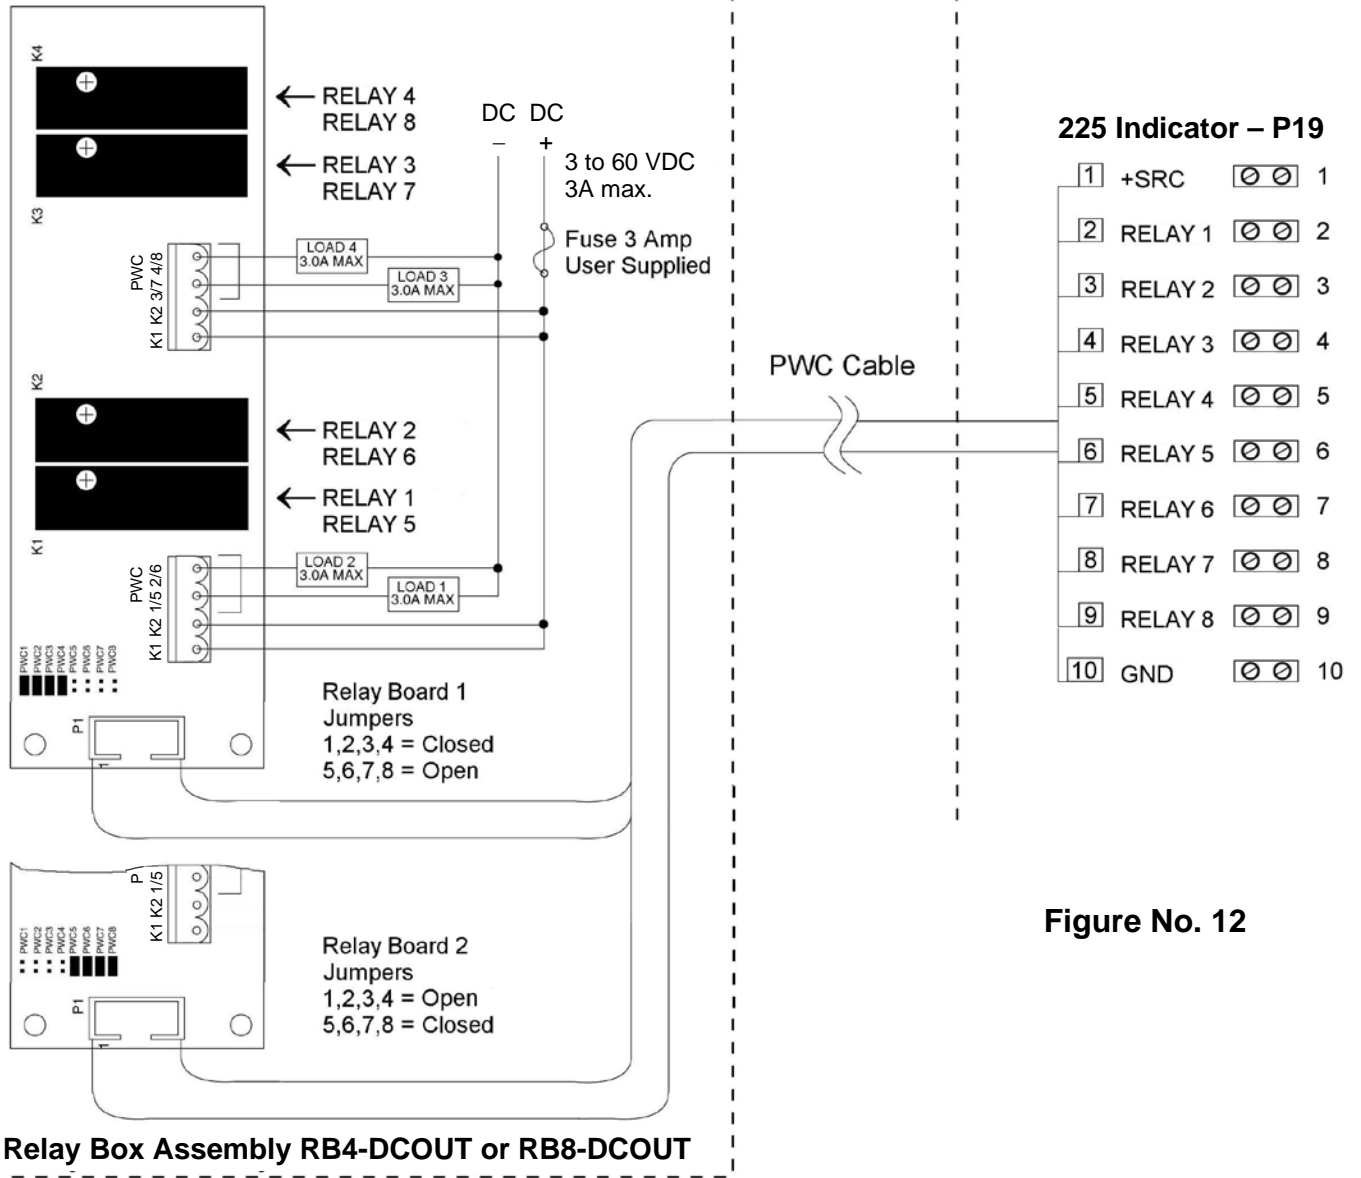 K4
RELAY 4
RELAY 8
RELAY 3
RELAY 7
K3
DC DC
– +
3 to 60 VDC
3A max.
Fuse 3 Amp
User Supplied
LOAD 4
3.0A MAX
LOAD 3
3.0A MAX
PWC
K1 K2 3/7 4/8
K2
RELAY 2
RELAY 6
RELAY 1
RELAY 5
K1
LOAD 2
3.0A MAX
LOAD 1
3.0A MAX
PWC
K1 K2 1/5 2/6
PWC1
PWC2
PWC3
PWC4
PWC5
PWC6
PWC7
PWC8
P1
1
Relay Board 1
Jumpers
1,2,3,4 = Closed
5,6,7,8 = Open
P
K1 K2 1/5
PWC1
PWC2
PWC3
PWC4
PWC5
PWC6
PWC7
PWC8
P1
1
Relay Board 2
Jumpers
1,2,3,4 = Open
5,6,7,8 = Closed
Relay Box Assembly RB4-DCOUT or RB8-DCOUT
PWC Cable
225 Indicator – P19
1 +SRC 1
2 RELAY 1 2
3 RELAY 2 3
4 RELAY 3 4
5 RELAY 4 5
6 RELAY 5 6
7 RELAY 6 7
8 RELAY 7 8
9 RELAY 8 9
10 GND 10
Figure No. 12